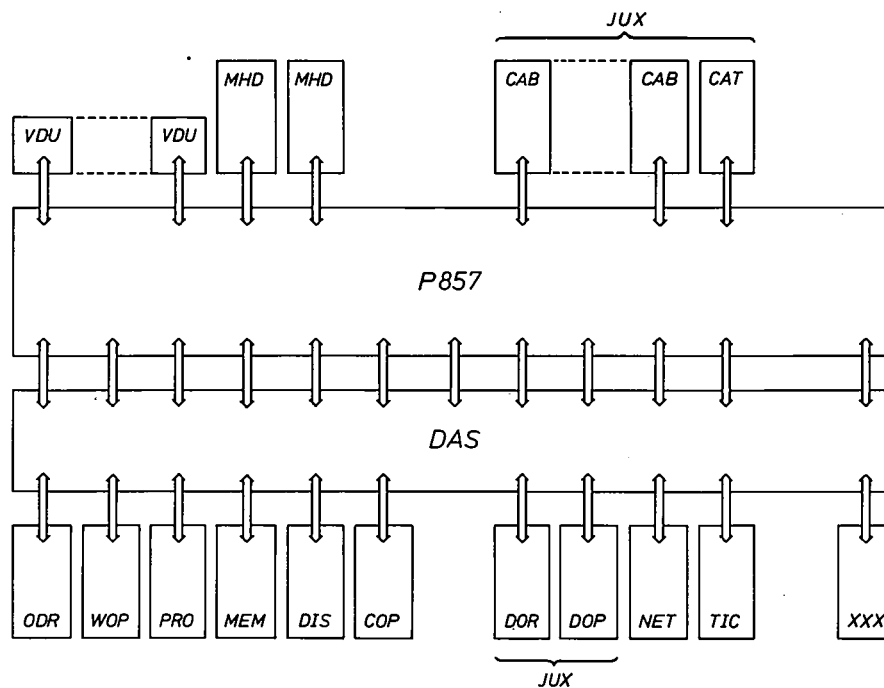 JUX
MHD MHD CAB CAB CAT
VDU VDU
P857
DAS
ODR WOP PRO MEM DIS COP DOR DOP NET TIC XXX
JUX